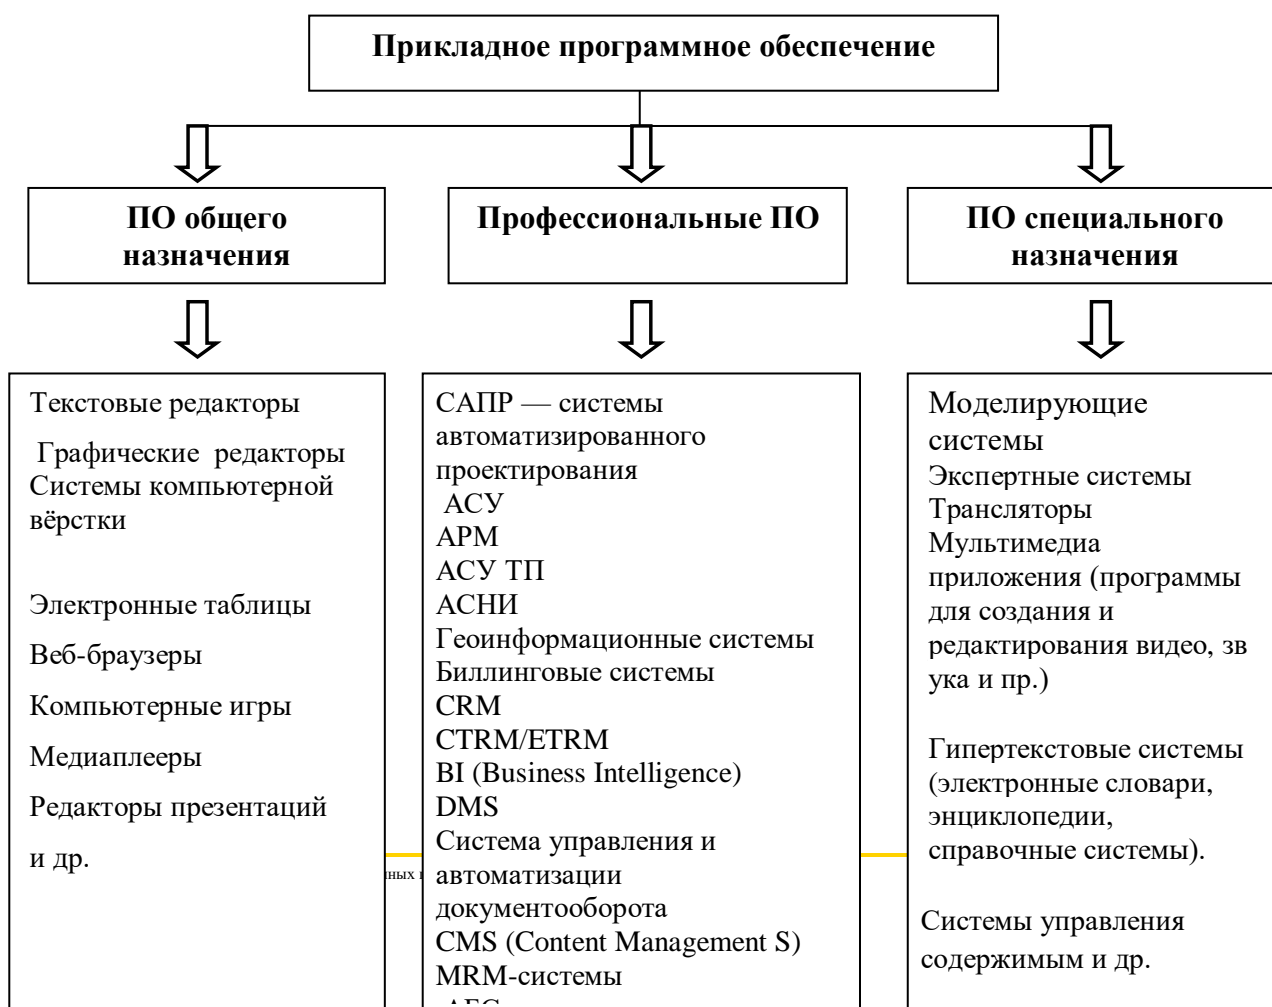 Прикладное программное обеспечение
ПО общего
назначения
Профессиональные ПО
ПО специального
назначения
Текстовые редакторы
Графические редакторы
Системы компьютерной
вёрстки
Электронные таблицы
Веб-браузеры
Компьютерные игры
Медиаплееры
Редакторы презентаций
и др.
САПР — системы
автоматизированного
проектирования
АСУ
АРМ
АСУ ТП
АСНИ
Геоинформационные системы
Биллинговые системы
CRM
CTRM/ETRM
BI (Business Intelligence)
DMS
Система управления и
автоматизации
документооборота
CMS (Content Management S)
MRM-системы
Моделирующие
системы
Экспертные системы
Трансляторы
Мультимедиа
приложения (программы
для создания и
редактирования видео, зв
ука и пр.)
Гипертекстовые системы
(электронные словари,
энциклопедии,
справочные системы).
Системы управления
содержимым и др.